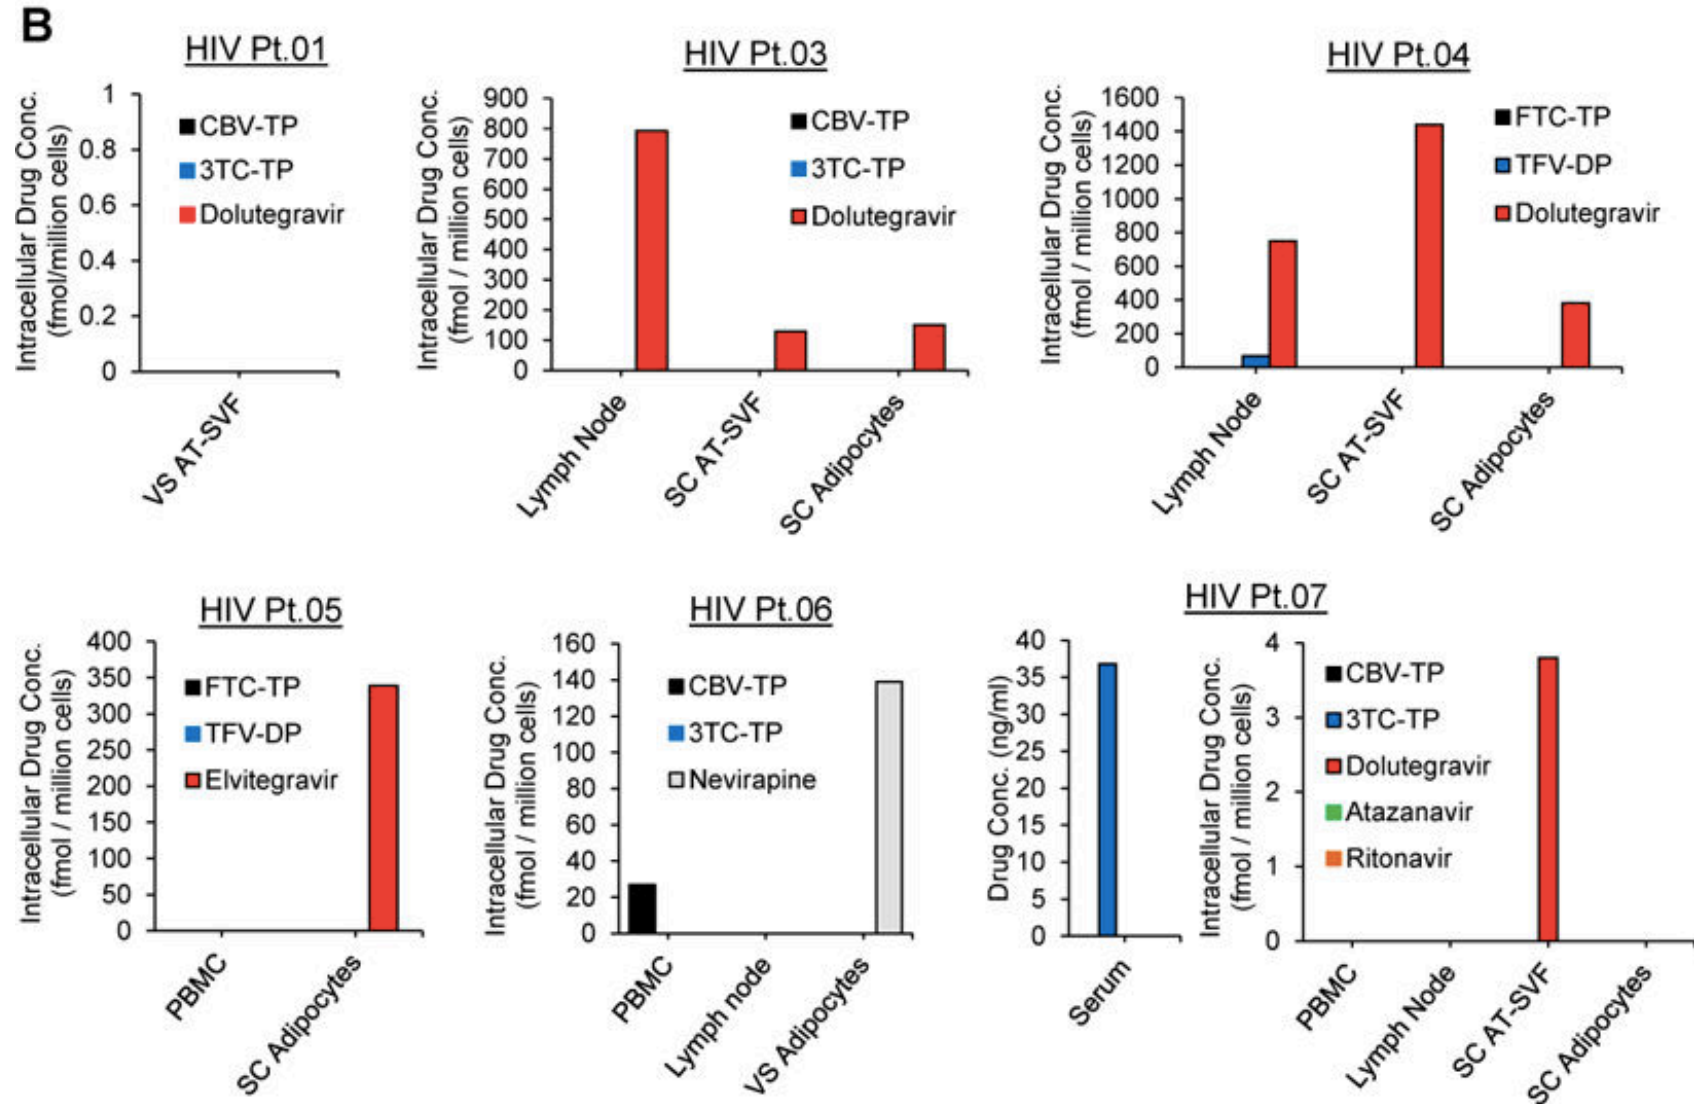 B
HIV Pt.01
Intracellular Drug Conc.
(fmol/million cells)
1
0.8
0.6
0.4
0.2
0
CBV-TP
3TC-TP
Dolutegravir
VS AT-SVF
HIV Pt.03
Intracellular Drug Conc.
(fmol / million cells)
900
800
700
600
500
400
300
200
100
0
CBV-TP
3TC-TP
Dolutegravir
Lymph Node
SC AT-SVF
SC Adipocytes
HIV Pt.04
Intracellular Drug Conc.
(fmol / million cells)
1600
1400
1200
1000
800
600
400
200
0
FTC-TP
TFV-DP
Dolutegravir
Lymph Node
SC AT-SVF
SC Adipocytes
HIV Pt.05
Intracellular Drug Conc.
(fmol / million cells)
400
350
300
250
200
150
100
50
0
FTC-TP
TFV-DP
Elvitegravir
PBMC
SC Adipocytes
HIV Pt.06
Intracellular Drug Conc.
(fmol / million cells)
160
140
120
100
80
60
40
20
0
CBV-TP
3TC-TP
Nevirapine
PBMC
Lymph node
VS Adipocytes
HIV Pt.07
Drug Conc. (ng/ml)
40
35
30
25
20
15
10
5
0
Serum
Intracellular Drug Conc.
(fmol / million cells)
4
3
2
1
0
CBV-TP
3TC-TP
Dolutegravir
Atazanavir
Ritonavir
PBMC
Lymph Node
SC AT-SVF
SC Adipocytes